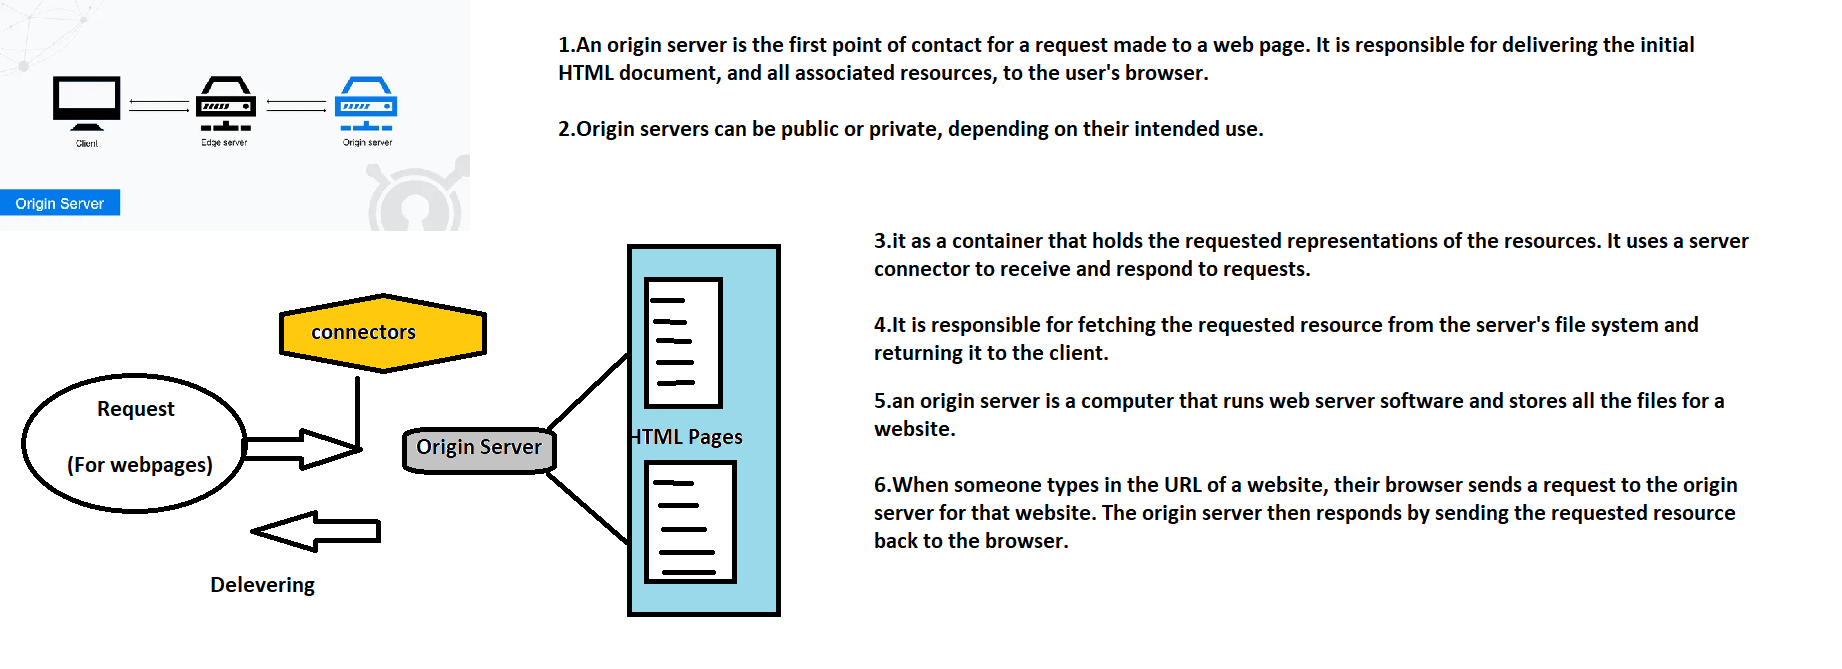 1.An origin server is the first point of contact for a request made to a web page. It is responsible for delivering the initial
HTML document, and all associated resources, to the user's browser.
2.Origin servers can be public or private, depending on their intended use.
Client
Edge server
Origin server
Origin Server
3.it as a container that holds the requested representations of the resources. It uses a server
connector to receive and respond to requests.
4.It is responsible for fetching the requested resource from the server's file system and
returning it to the client.
5.an origin server is a computer that runs web server software and stores all the files for a
website.
6.When someone types in the URL of a website, their browser sends a request to the origin
server for that website. The origin server then responds by sending the requested resource
back to the browser.
connectors
Request
(For webpages)
Origin Server
HTML Pages
Delevering